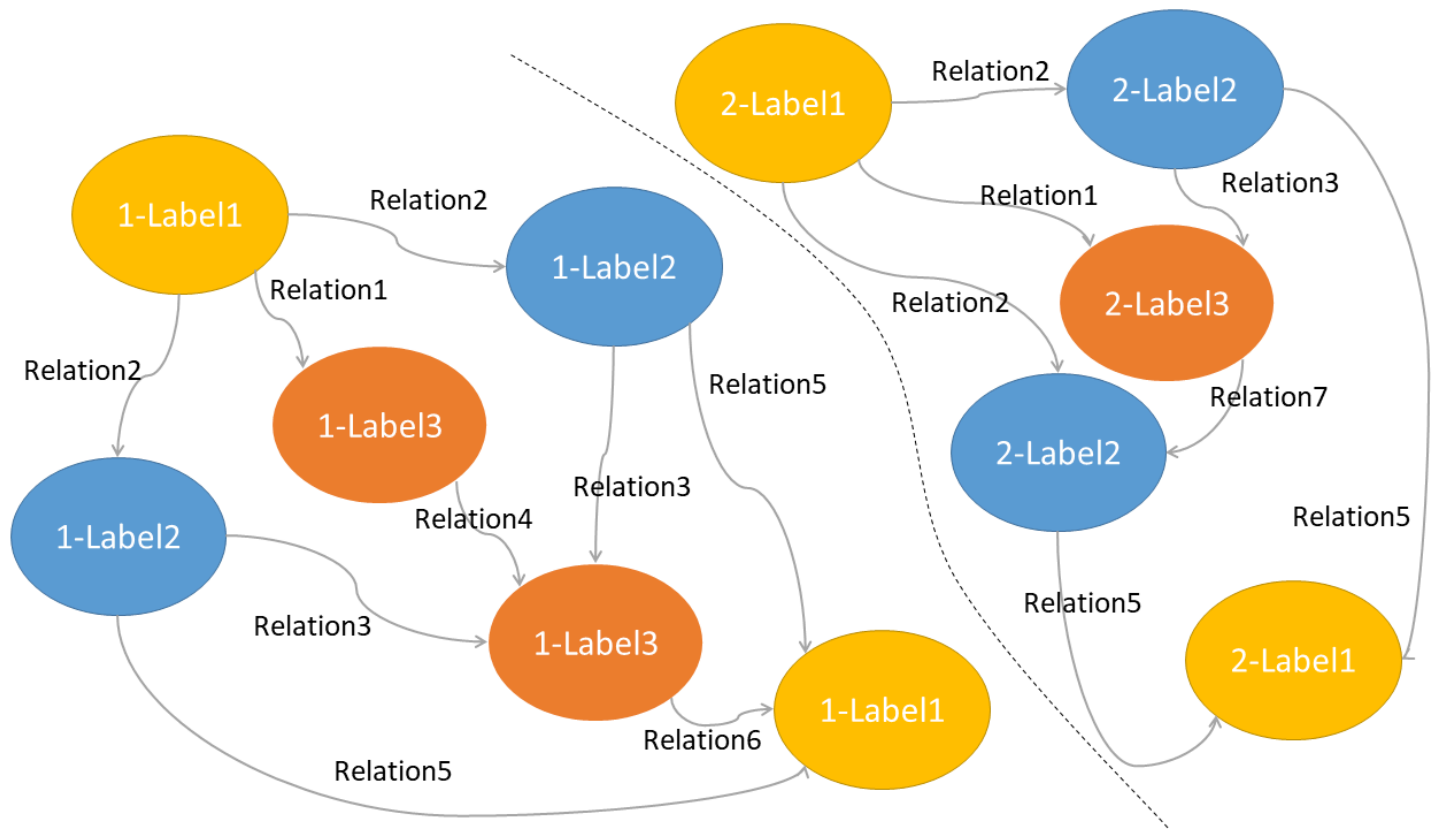 2-Label1
Relation2
2-Label2
Relation1
Relation3
Relation2
2-Label3
Relation7
2-Label2
Relation5
Relation5
2-Label1
1-Label1
Relation2
1-Label2
Relation1
Relation2
1-Label3
Relation5
Relation3
Relation4
1-Label2
Relation3
1-Label3
Relation6
1-Label1
Relation5